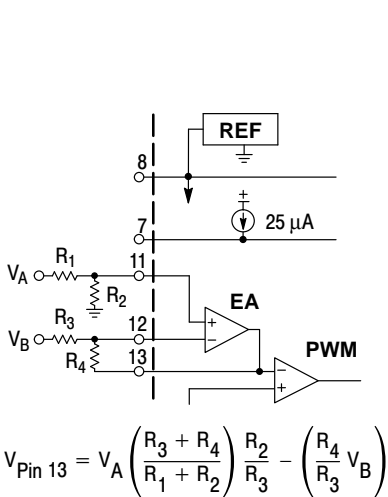 REF
8
7
25 μA
V_A
R_1
11
R_2
EA
V_B
R_3
12
R_4
13
PWM
+
−
−
+
V_Pin 13 = V_A ( (R_3 + R_4) / (R_1 + R_2) ) R_2 / R_3 − ( R_4 / R_3 V_B )